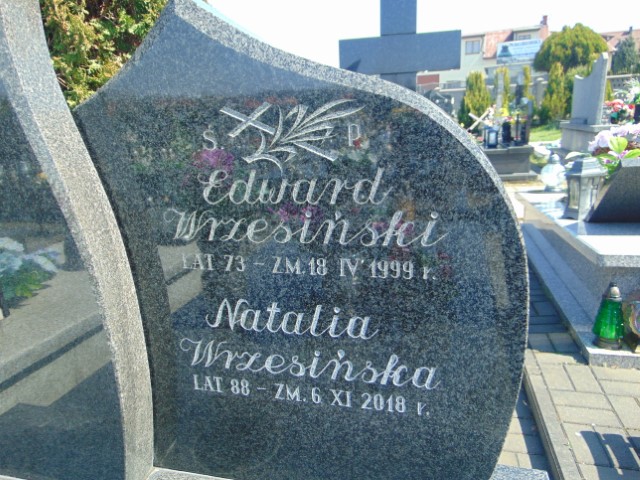 Ś P
Edward
Wrzesiński
LAT 73 - ZM. 18 IV 1999 r.
Natalia
Wrzesińska
LAT 88 - ZM. 6 XI 2018 r.